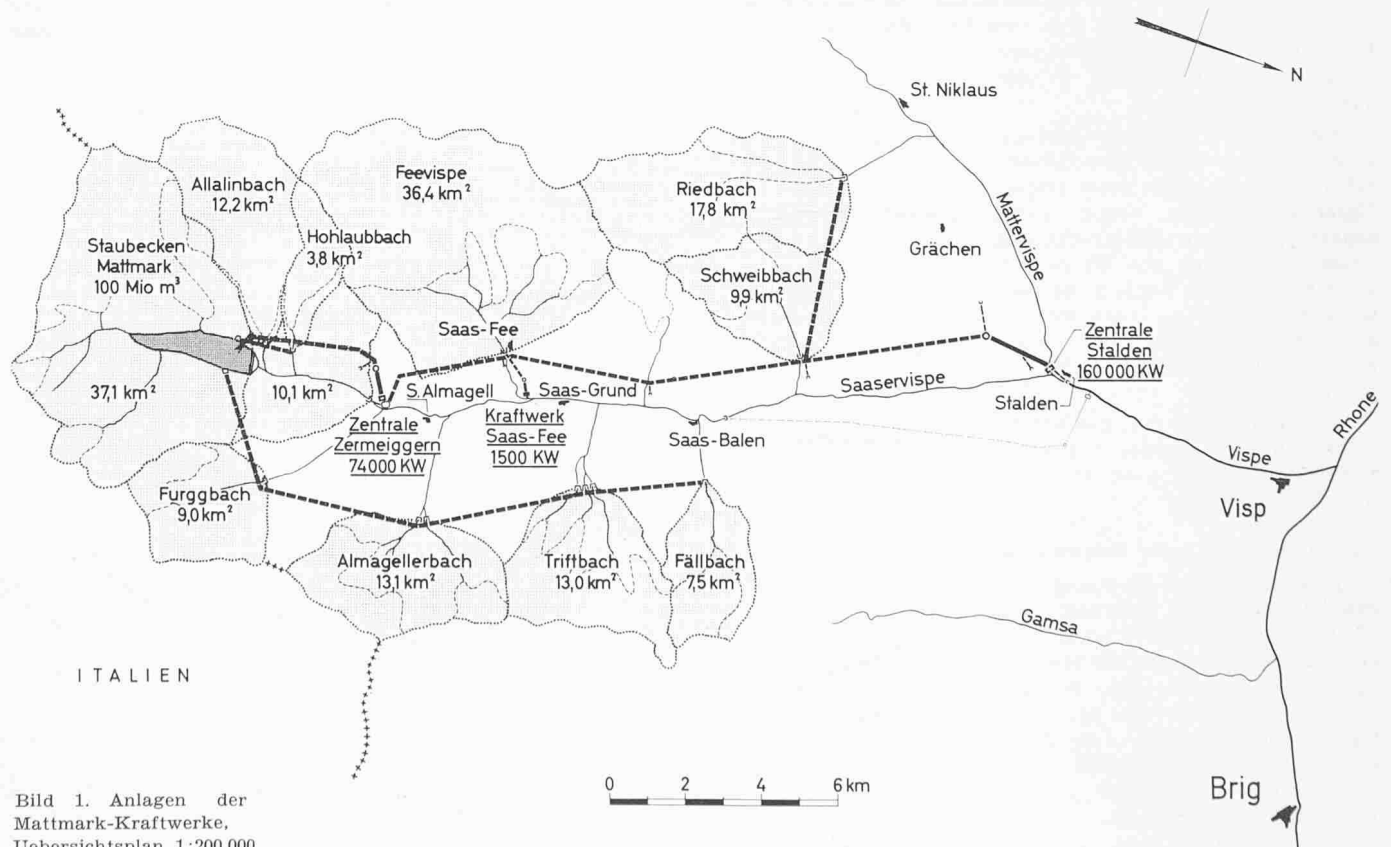 N
St. Niklaus
Allalinbach
12,2 km²
Feevispe
36,4 km²
Riedbach
17,8 km²
Mattervispe
Grächen
Staubecken
Mattmark
100 Mio m³
Hohlaubbach
3,8 km²
Schweibbach
9,9 km²
Saas-Fee
Zentrale
Stalden
160 000 KW
37,1 km²
10,1 km²
S. Almagell
Saas-Grund
Saaservispe
Stalden
Zentrale
Zermeiggern
74 000 KW
Kraftwerk
Saas-Fee
1500 KW
Saas-Balen
Vispe
Rhone
Visp
Furggbach
9,0 km²
Almagellerbach
13,1 km²
Triftbach
13,0 km²
Fällbach
7,5 km²
Gamsa
ITALIEN
0 2 4 6 km
Brig
Bild 1. Anlagen der
Mattmark-Kraftwerke,
Uebersichtsplan 1:200 000